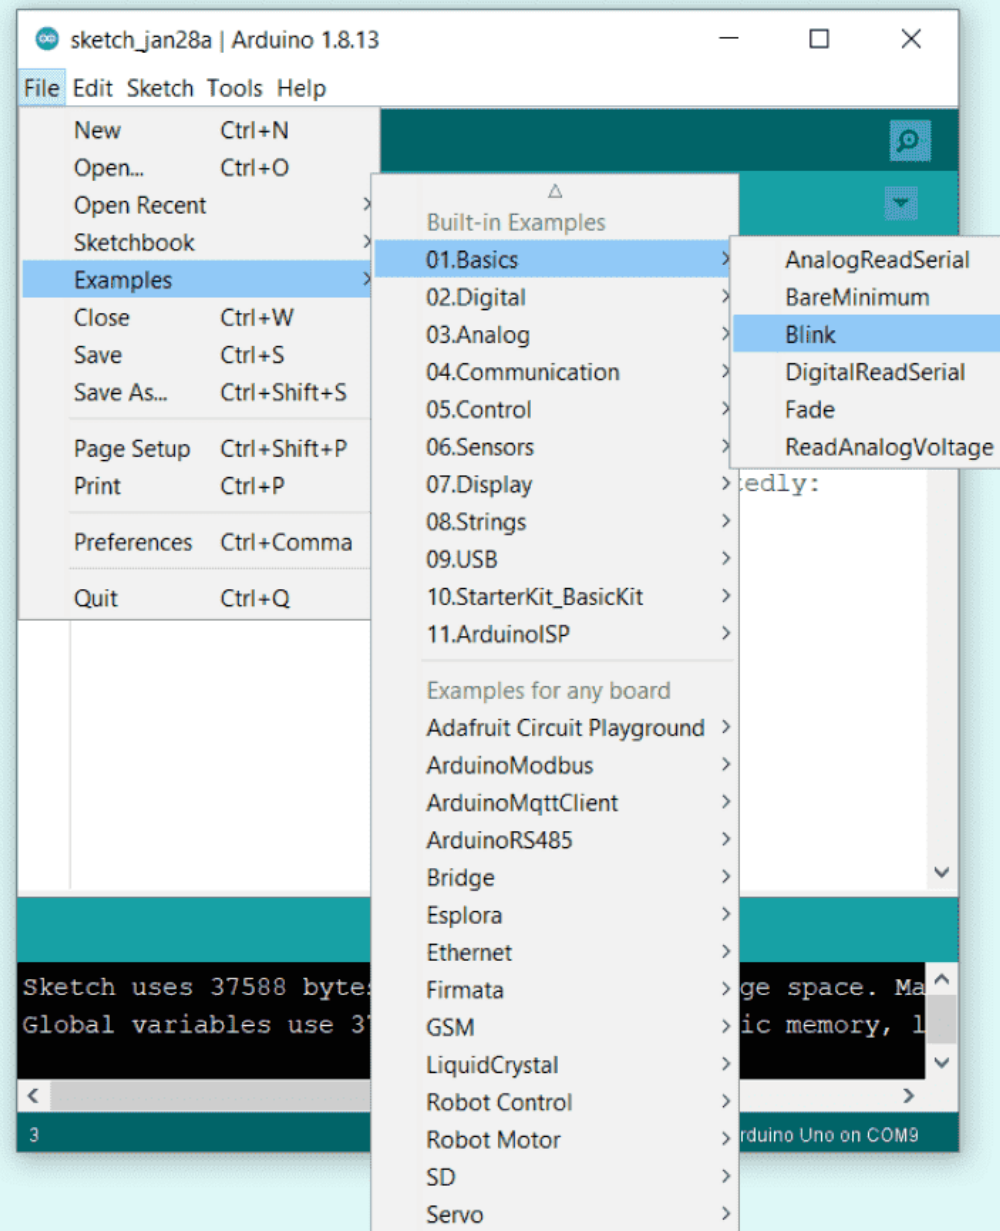 sketch_jan28a | Arduino 1.8.13
File Edit Sketch Tools Help
New Ctrl+N
Open... Ctrl+O
Open Recent
Sketchbook
Examples
Close Ctrl+W
Save Ctrl+S
Save As... Ctrl+Shift+S
Page Setup Ctrl+Shift+P
Print Ctrl+P
Preferences Ctrl+Comma
Quit Ctrl+Q
Built-in Examples
01.Basics
02.Digital
03.Analog
04.Communication
05.Control
06.Sensors
07.Display
08.Strings
09.USB
10.StarterKit_BasicKit
11.ArduinoISP
Examples for any board
Adafruit Circuit Playground
ArduinoModbus
ArduinoMqttClient
ArduinoRS485
Bridge
Esplora
Ethernet
Firmata
GSM
LiquidCrystal
Robot Control
Robot Motor
SD
Servo
AnalogReadSerial
BareMinimum
Blink
DigitalReadSerial
Fade
ReadAnalogVoltage
tedly:
Sketch uses 37588 bytes ge space. Ma
Global variables use 37 ic memory, l
3 rduino Uno on COM9